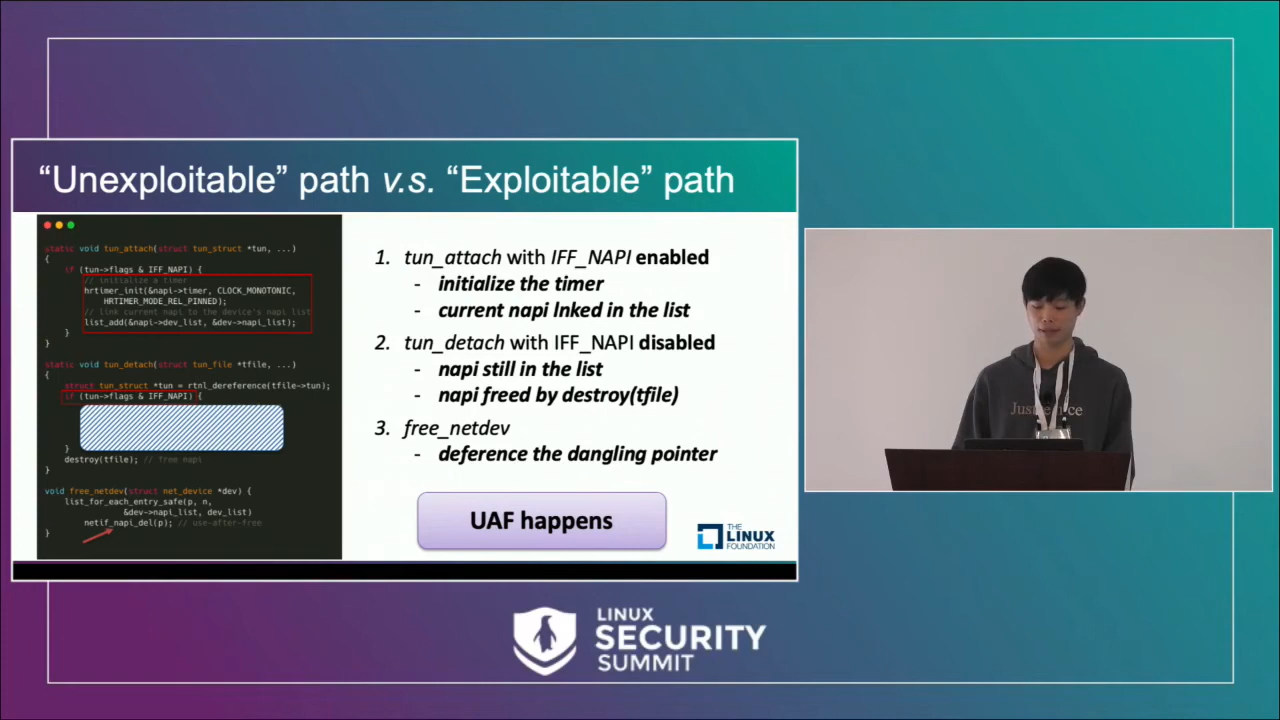 “Unexploitable” path v.s. “Exploitable” path
static void tun_attach(struct tun_struct *tun, ...)
{
if (tun->flags & IFF_NAPI) {
// initialize a timer
hrtimer_init(&napi->timer, CLOCK_MONOTONIC,
HRTIMER_MODE_REL_PINNED);
// link current napi to the device's napi list
list_add(&napi->dev_list, &dev->napi_list);
}
}
static void tun_detach(struct tun_file *tfile, ...)
{
struct tun_struct *tun = rtnl_dereference(tfile->tun);
if (tun->flags & IFF_NAPI) {
}
destroy(tfile); // free napi
}
void free_netdev(struct net_device *dev) {
list_for_each_entry_safe(p, n,
&dev->napi_list, dev_list)
netif_napi_del(p); // use-after-free
}
1. tun_attach with IFF_NAPI enabled
- initialize the timer
- current napi lnked in the list
2. tun_detach with IFF_NAPI disabled
- napi still in the list
- napi freed by destroy(tfile)
3. free_netdev
- deference the dangling pointer
UAF happens
THE
LINUX
FOUNDATION
LINUX
SECURITY
SUMMIT